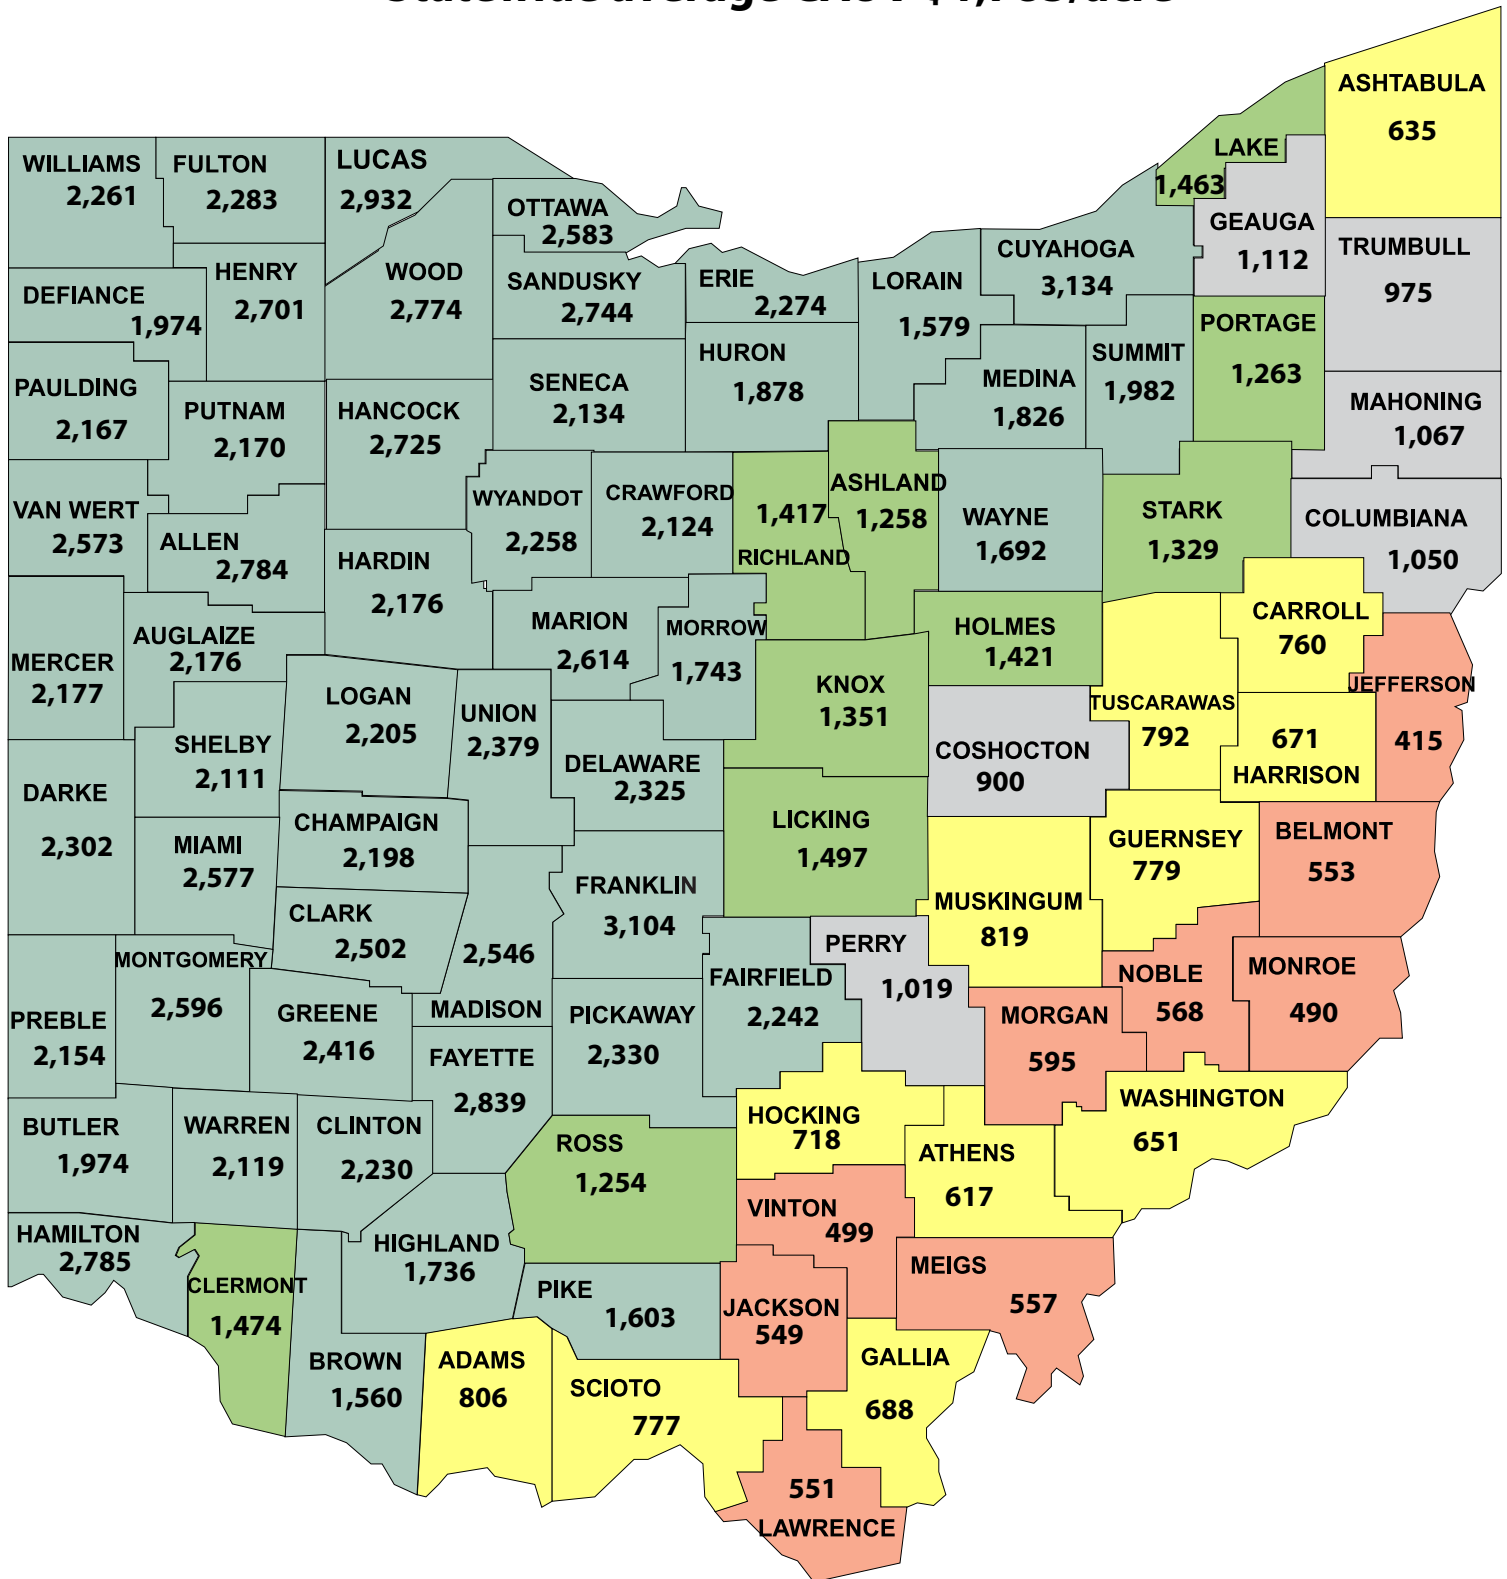 ASHTABULA
635
LAKE
1,463
GEAUGA
1,112
TRUMBULL
975
WILLIAMS
2,261
FULTON
2,283
LUCAS
2,932
OTTAWA
2,583
CUYAHOGA
3,134
HENRY
2,701
WOOD
2,774
SANDUSKY
2,744
ERIE
2,274
LORAIN
1,579
DEFIANCE
1,974
PORTAGE
1,263
HURON
1,878
SUMMIT
1,982
MEDINA
1,826
SENECA
2,134
PAULDING
2,167
PUTNAM
2,170
HANCOCK
2,725
MAHONING
1,067
WYANDOT
2,258
CRAWFORD
2,124
1,417
RICHLAND
ASHLAND
1,258
WAYNE
1,692
STARK
1,329
COLUMBIANA
1,050
VAN WERT
2,573
ALLEN
2,784
HARDIN
2,176
MARION
2,614
MORROW
1,743
HOLMES
1,421
CARROLL
760
MERCER
2,177
AUGLAIZE
2,176
LOGAN
2,205
UNION
2,379
KNOX
1,351
COSHOCTON
900
TUSCARAWAS
792
671
HARRISON
JEFFERSON
415
SHELBY
2,111
DELAWARE
2,325
DARKE
2,302
MIAMI
2,577
CHAMPAIGN
2,198
LICKING
1,497
GUERNSEY
779
BELMONT
553
FRANKLIN
3,104
CLARK
2,502
2,546
MADISON
MUSKINGUM
819
PERRY
1,019
FAIRFIELD
2,242
NOBLE
568
MONROE
490
MONTGOMERY
2,596
PREBLE
2,154
GREENE
2,416
PICKAWAY
2,330
MORGAN
595
FAYETTE
2,839
WASHINGTON
651
HOCKING
718
BUTLER
1,974
WARREN
2,119
CLINTON
2,230
ROSS
1,254
ATHENS
617
VINTON
499
HAMILTON
2,785
HIGHLAND
1,736
MEIGS
557
CLERMONT
1,474
PIKE
1,603
JACKSON
549
BROWN
1,560
ADAMS
806
SCIOTO
777
GALLIA
688
551
LAWRENCE